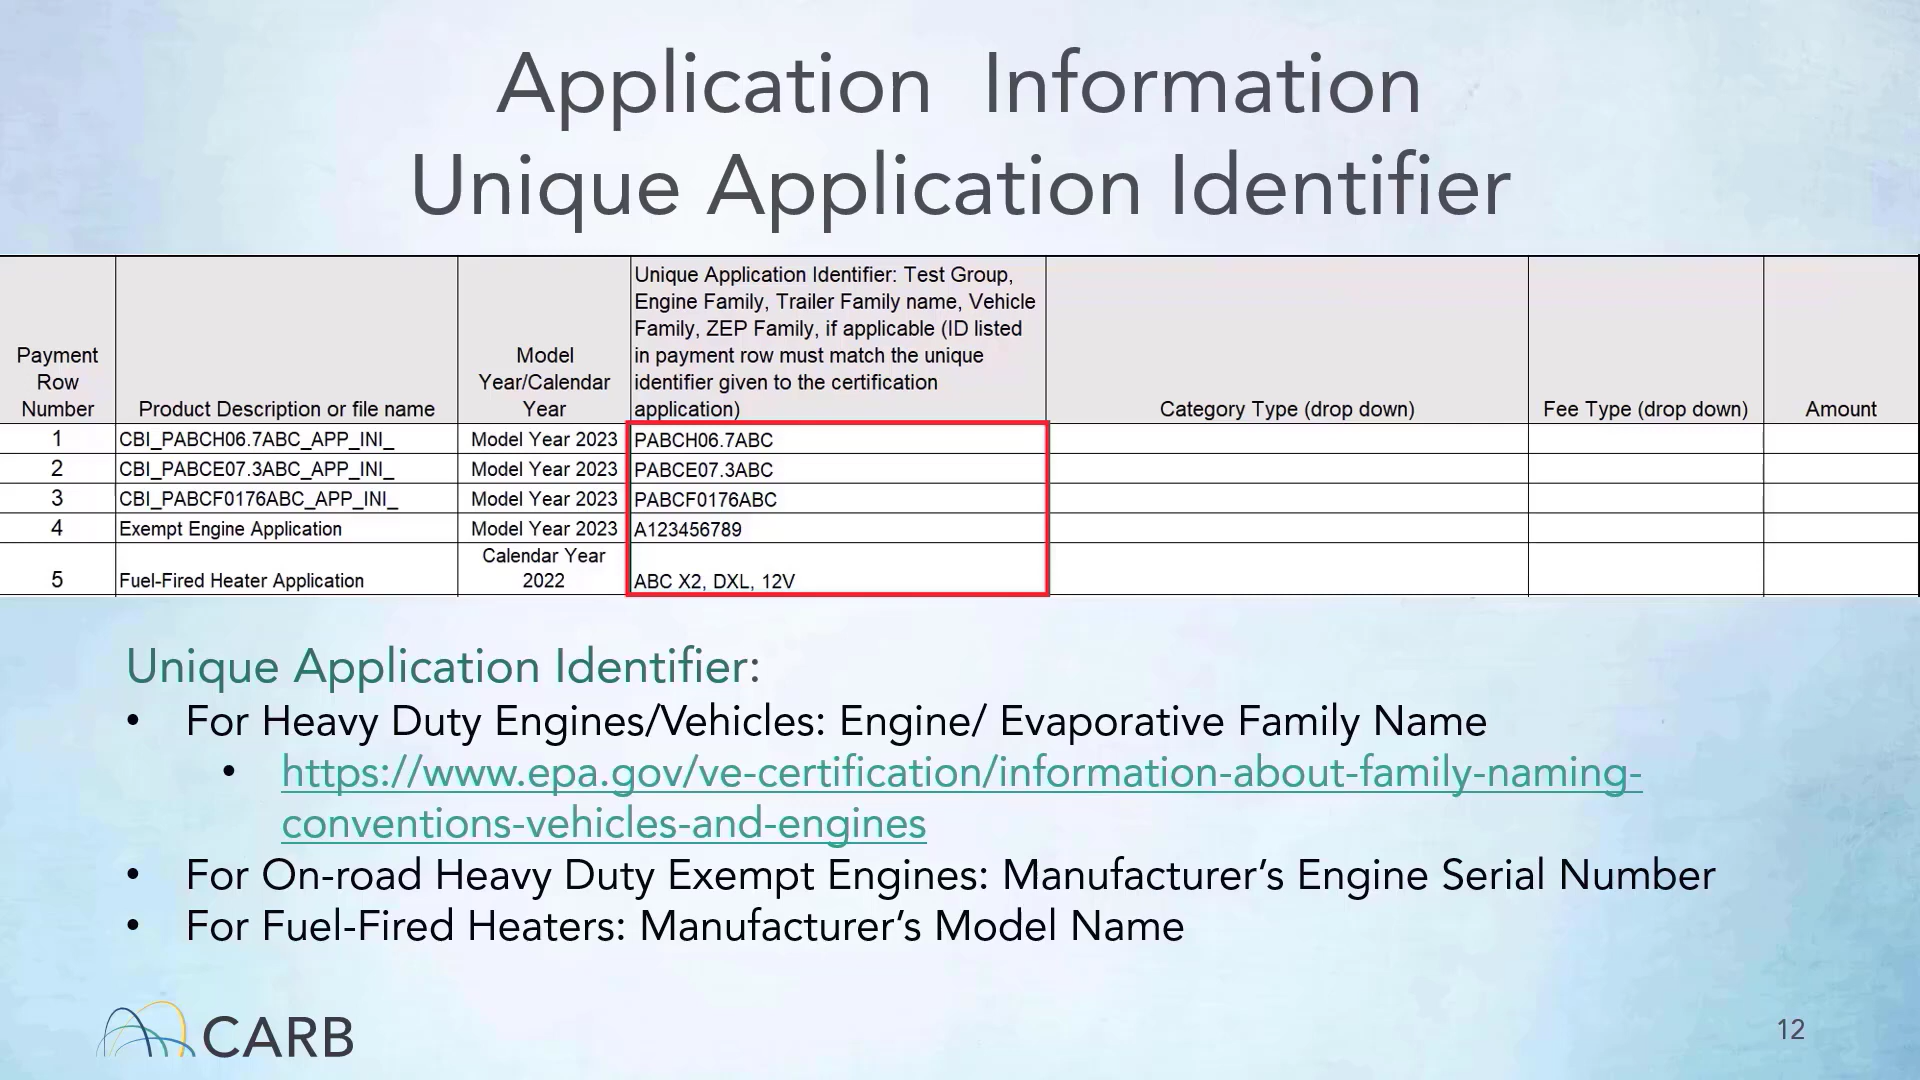 Application Information
Unique Application Identifier
Payment Row Number
Product Description or file name
Model Year/Calendar Year
Unique Application Identifier: Test Group, Engine Family, Trailer Family name, Vehicle Family, ZEP Family, if applicable (ID listed in payment row must match the unique identifier given to the certification application)
Category Type (drop down)
Fee Type (drop down)
Amount
1 CBI_PABCH06.7ABC_APP_INI_ Model Year 2023 PABCH06.7ABC
2 CBI_PABCE07.3ABC_APP_INI_ Model Year 2023 PABCE07.3ABC
3 CBI_PABCF0176ABC_APP_INI_ Model Year 2023 PABCF0176ABC
4 Exempt Engine Application Model Year 2023 A123456789
5 Fuel-Fired Heater Application Calendar Year 2022 ABC X2, DXL, 12V
Unique Application Identifier:
• For Heavy Duty Engines/Vehicles: Engine/ Evaporative Family Name
• https://www.epa.gov/ve-certification/information-about-family-naming-
conventions-vehicles-and-engines
• For On-road Heavy Duty Exempt Engines: Manufacturer’s Engine Serial Number
• For Fuel-Fired Heaters: Manufacturer’s Model Name
CARB
12